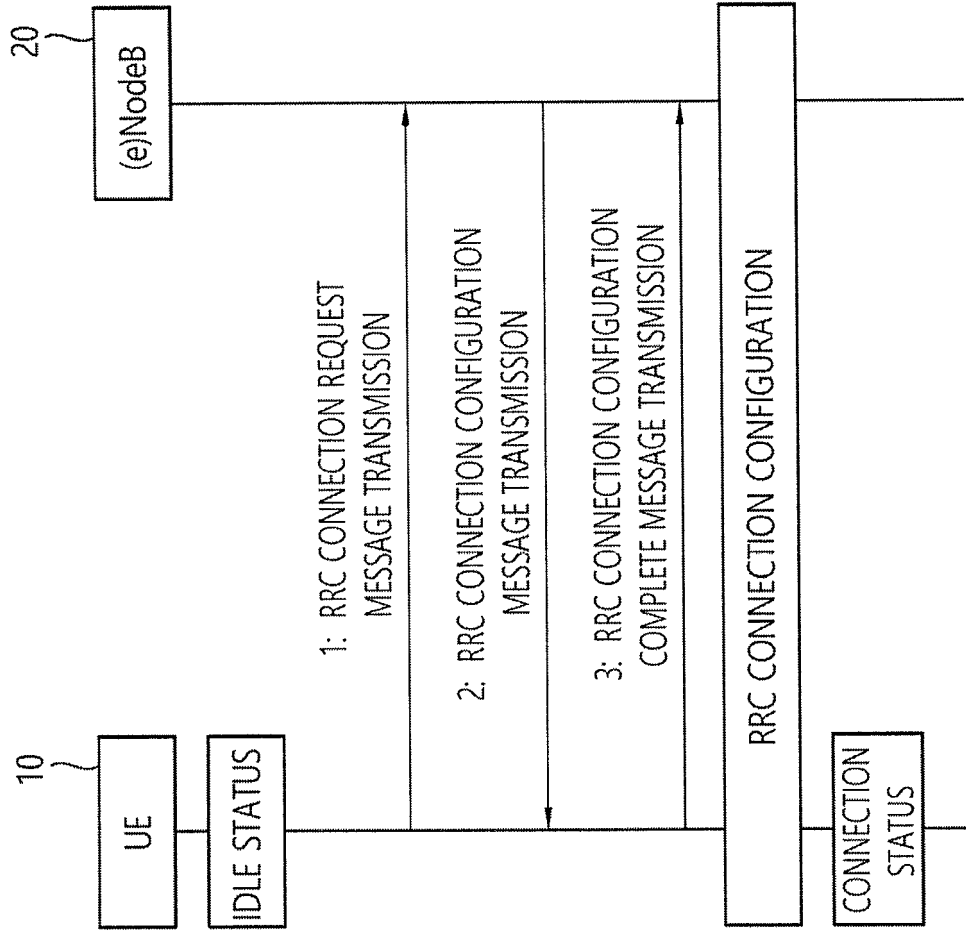 10
20
UE
(e)NodeB
IDLE STATUS
1: RRC CONNECTION REQUEST
MESSAGE TRANSMISSION
2: RRC CONNECTION CONFIGURATION
MESSAGE TRANSMISSION
3: RRC CONNECTION CONFIGURATION
COMPLETE MESSAGE TRANSMISSION
RRC CONNECTION CONFIGURATION
CONNECTION
STATUS